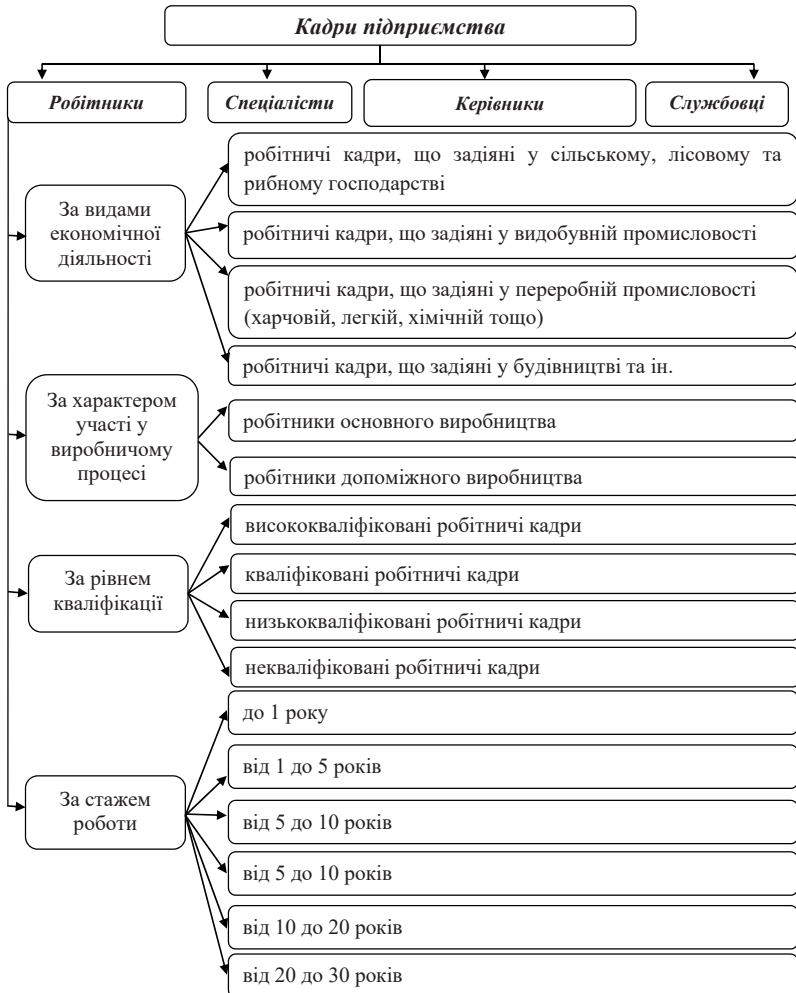 Кадри підприємства
Робітники
Спеціалісти
Керівники
Службовці
За видами
економічної
діяльності
робітничі кадри, що задіяні у сільському, лісовому та
рибному господарстві
робітничі кадри, що задіяні у видобувній промисловості
робітничі кадри, що задіяні у переробній промисловості
(харчовій, легкій, хімічній тощо)
робітничі кадри, що задіяні у будівництві та ін.
За характером
участі у
виробничому
процесі
робітники основного виробництва
робітники допоміжного виробництва
За рівнем
кваліфікації
висококваліфіковані робітничі кадри
кваліфіковані робітничі кадри
низькокваліфіковані робітничі кадри
некваліфіковані робітничі кадри
За стажем
роботи
до 1 року
від 1 до 5 років
від 5 до 10 років
від 5 до 10 років
від 10 до 20 років
від 20 до 30 років